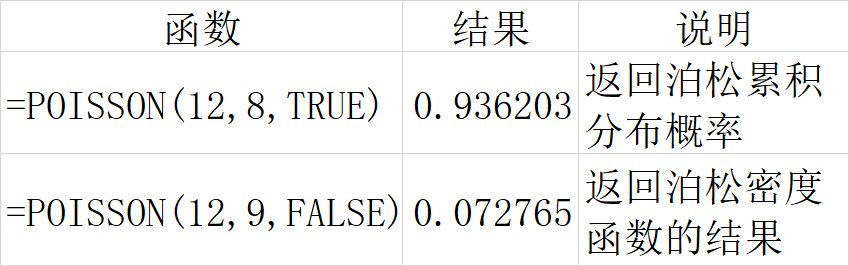 函数 结果 说明
=POISSON(12,8,TRUE) 0.936203 返回泊松累积
分布概率
=POISSON(12,9,FALSE) 0.072765 返回泊松密度
函数的结果